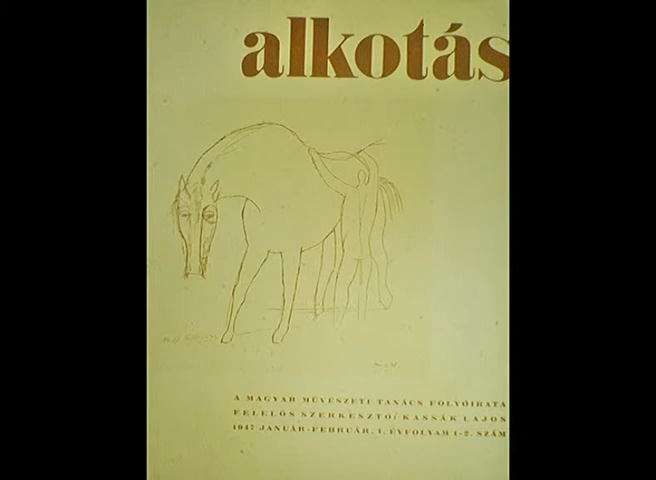 alkotás
A MAGYAR MŰVÉSZETI TANÁCS FOLYÓIRATA
FELELŐS SZERKESZTŐ: KASSÁK LAJOS
1947 JANUÁR-FEBRUÁR, I. ÉVFOLYAM 1-2. SZÁM